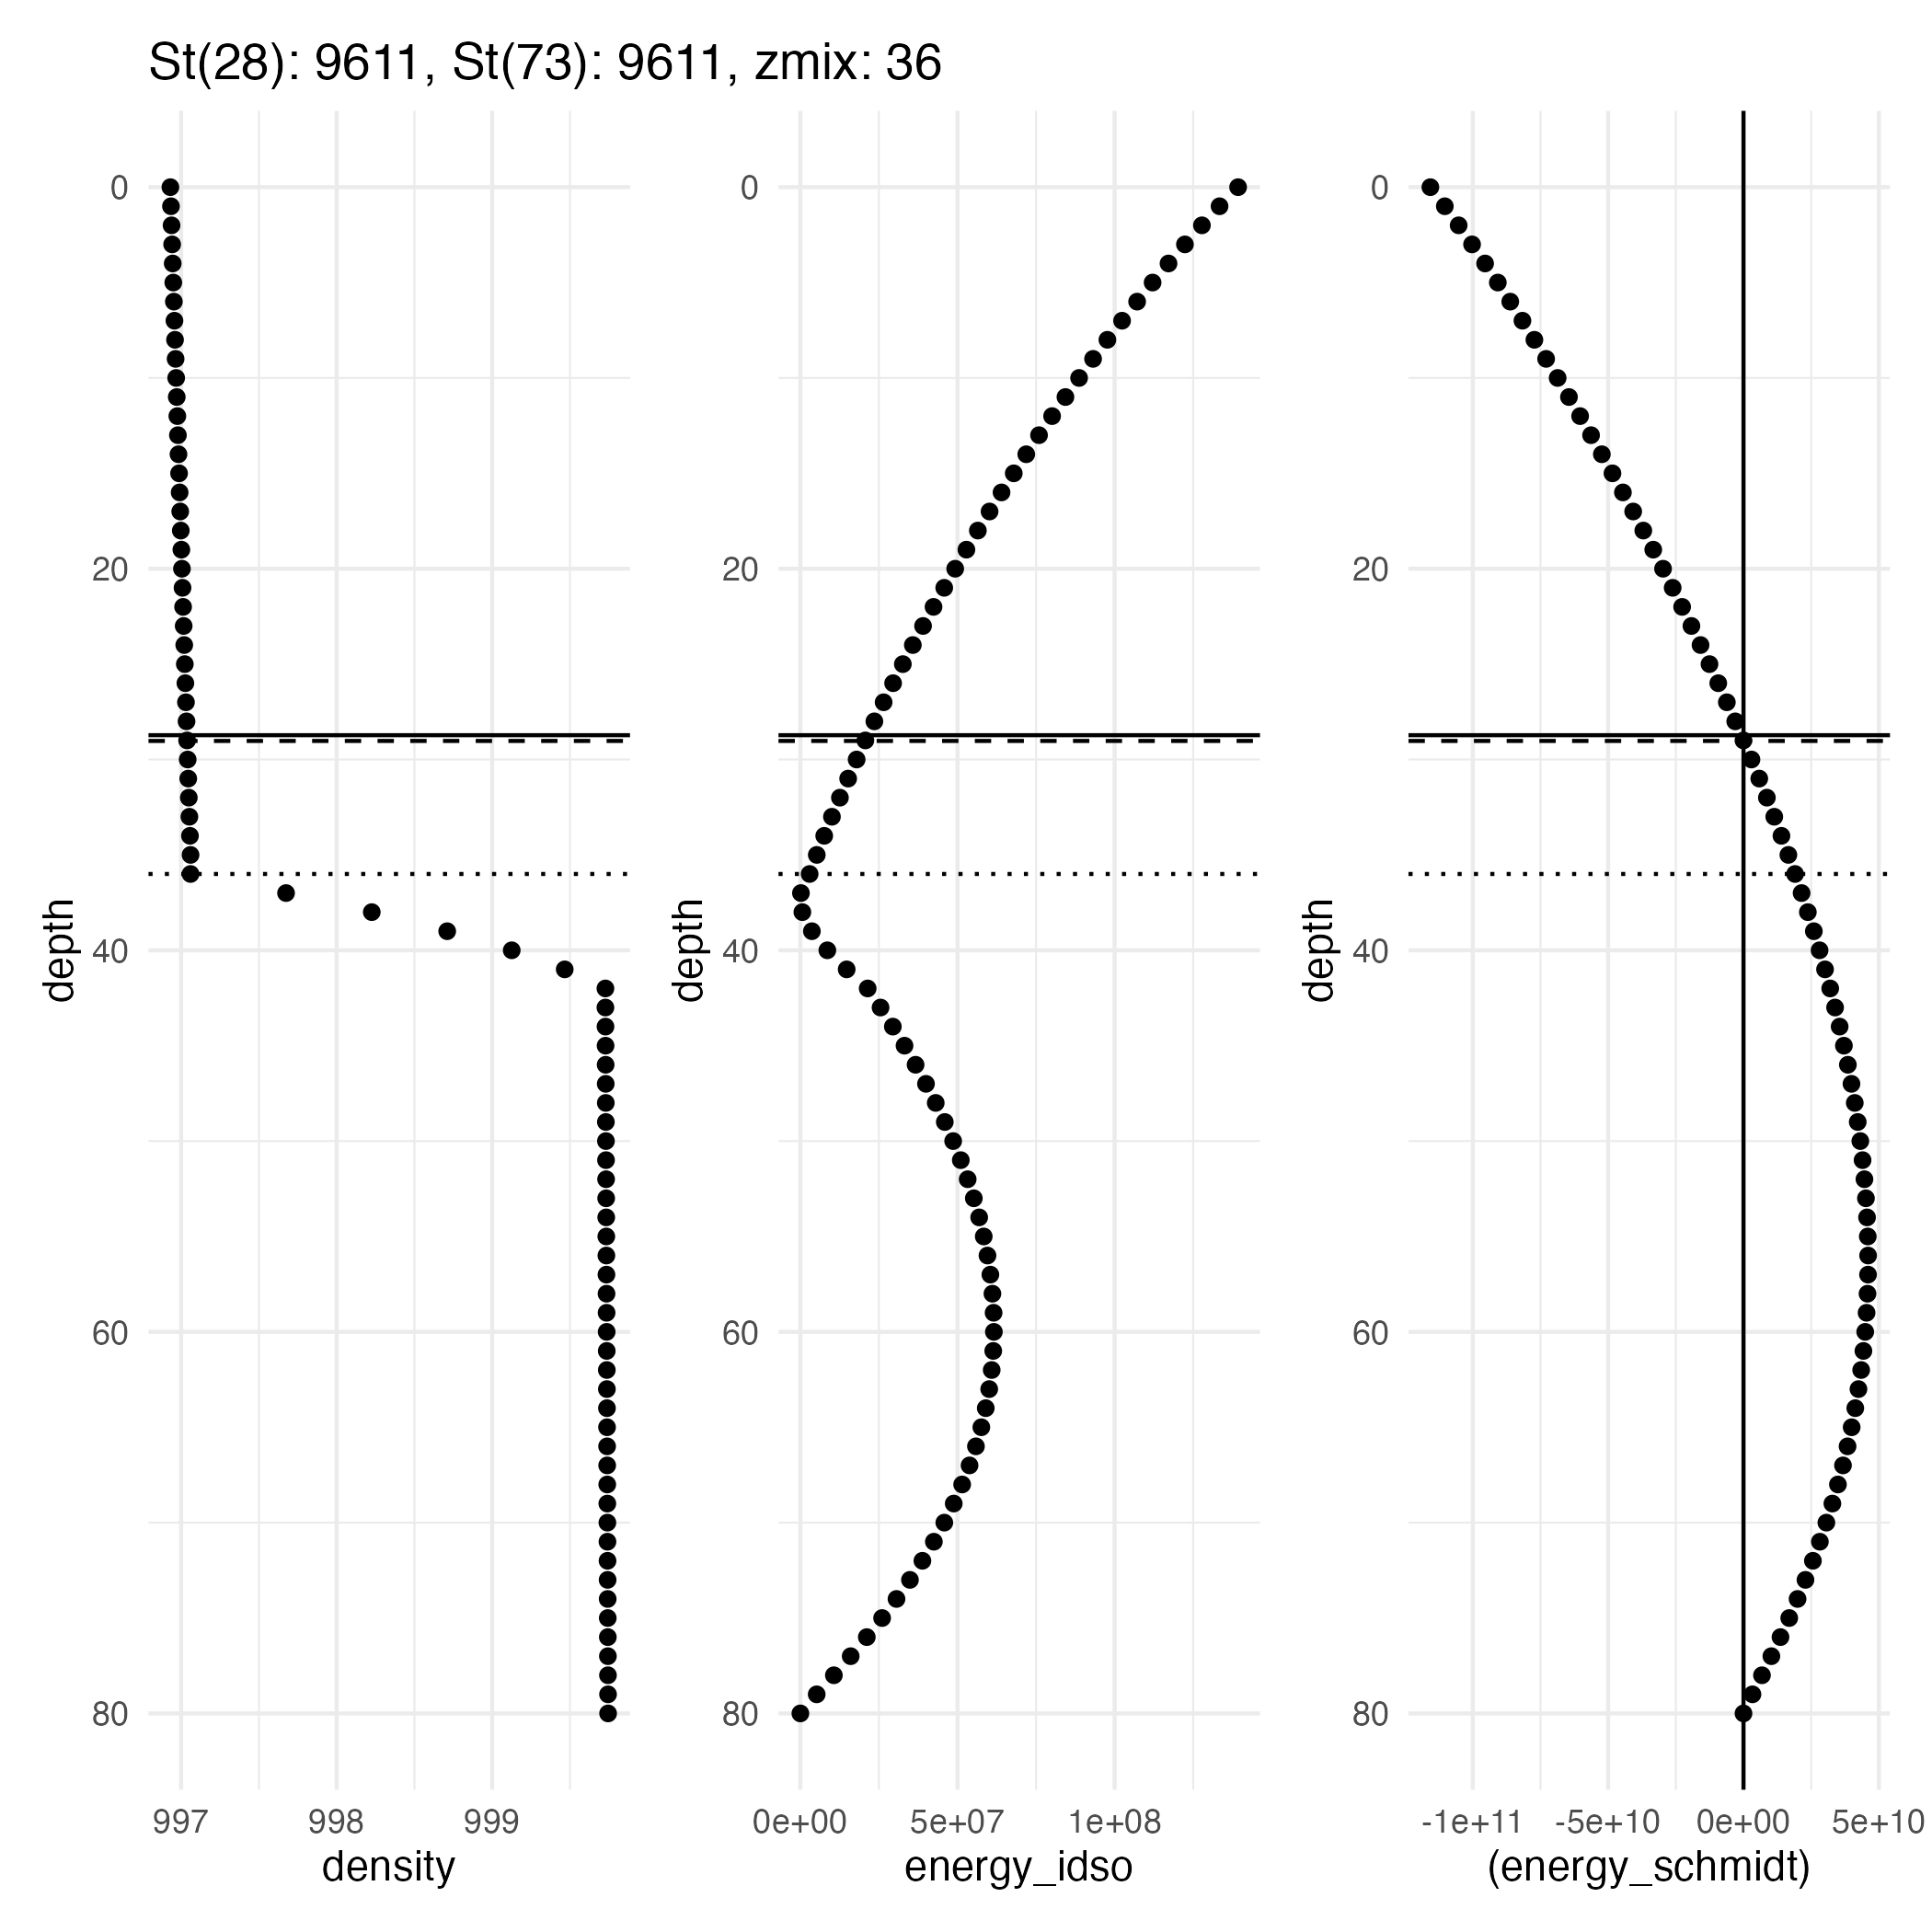 St(28): 9611, St(73): 9611, zmix: 36
0
20
40
60
80
depth
997
998
999
density
0
20
40
60
80
depth
0e+00
5e+07
1e+08
energy_idso
0
20
40
60
80
depth
-1e+11
-5e+10
0e+00
5e+10
(energy_schmidt)